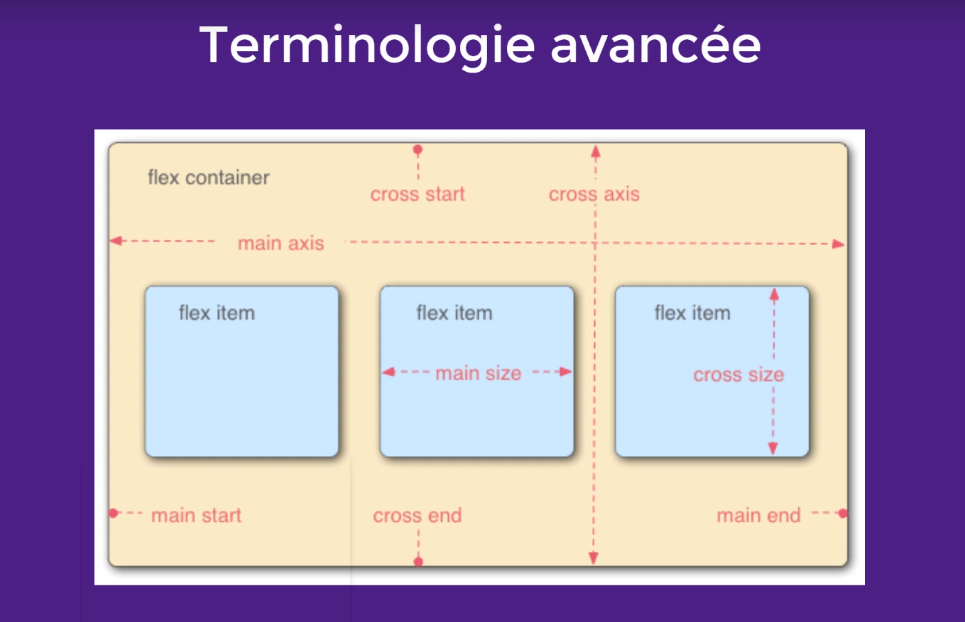 Terminologie avancée
flex container
cross start
cross axis
main axis
flex item
flex item
flex item
main size
cross size
main start
cross end
main end